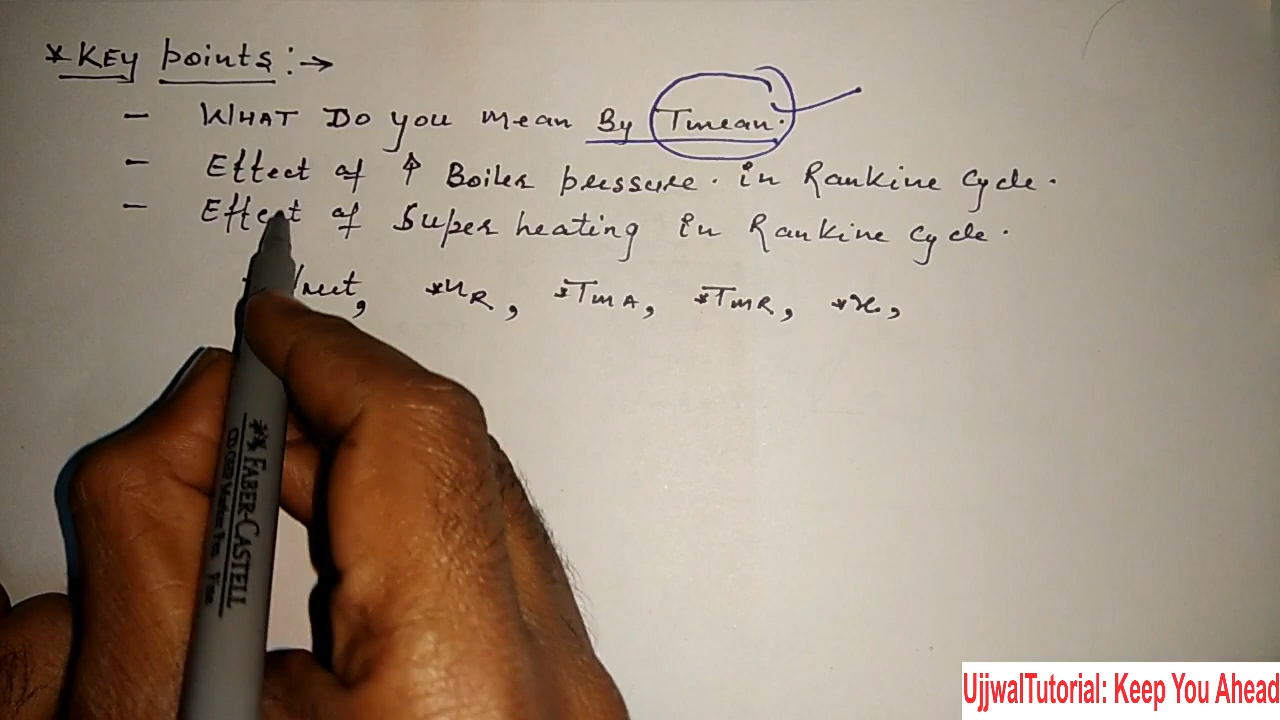 *KEy points:→
- WHAT Do you mean By Tmean.
- Effect of ↑ Boiler pressure. in Rankine Cycle.
- Effect of Super heating in Rankine Cycle.
*ηR, *TmA, *TmR, *x,
FABER-CASTELL
UjjwalTutorial: Keep You Ahead